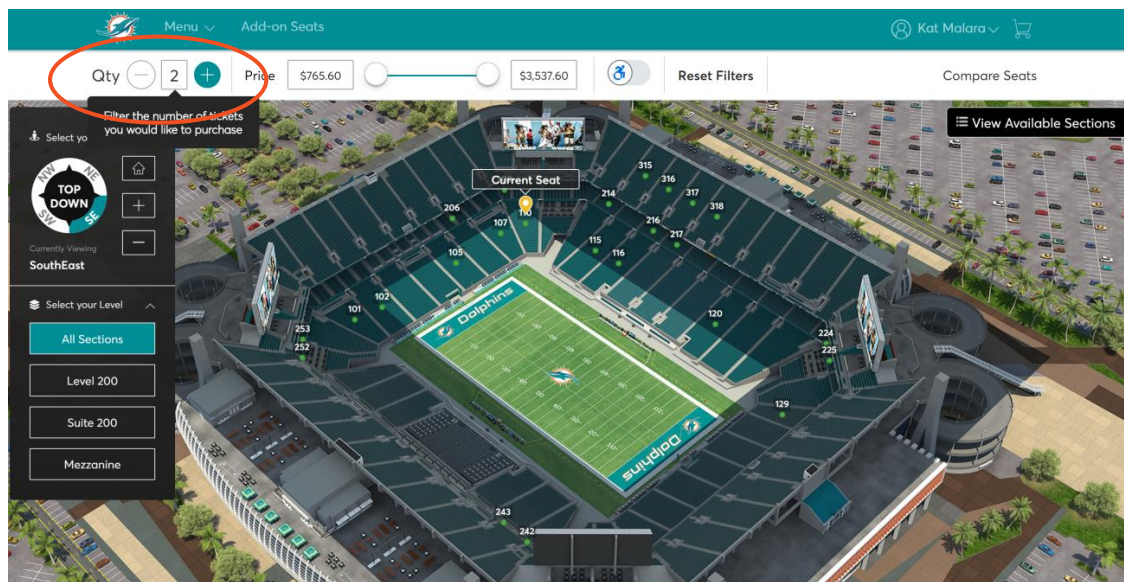 Menu
Add-on Seats
Kat Malara
Qty
2
Price
$765.60
$3,537.60
Reset Filters
Compare Seats
Filter the number of tickets
you would like to purchase
Select yo
View Available Sections
NW
NE
TOP
DOWN
SW
SE
Currently Viewing
SouthEast
Select your Level
All Sections
Level 200
Suite 200
Mezzanine
Current Seat
315
316
317
318
214
206
216
217
107
110
115
116
105
102
101
120
253
252
224
225
129
243
242
Dolphins
Dolphins